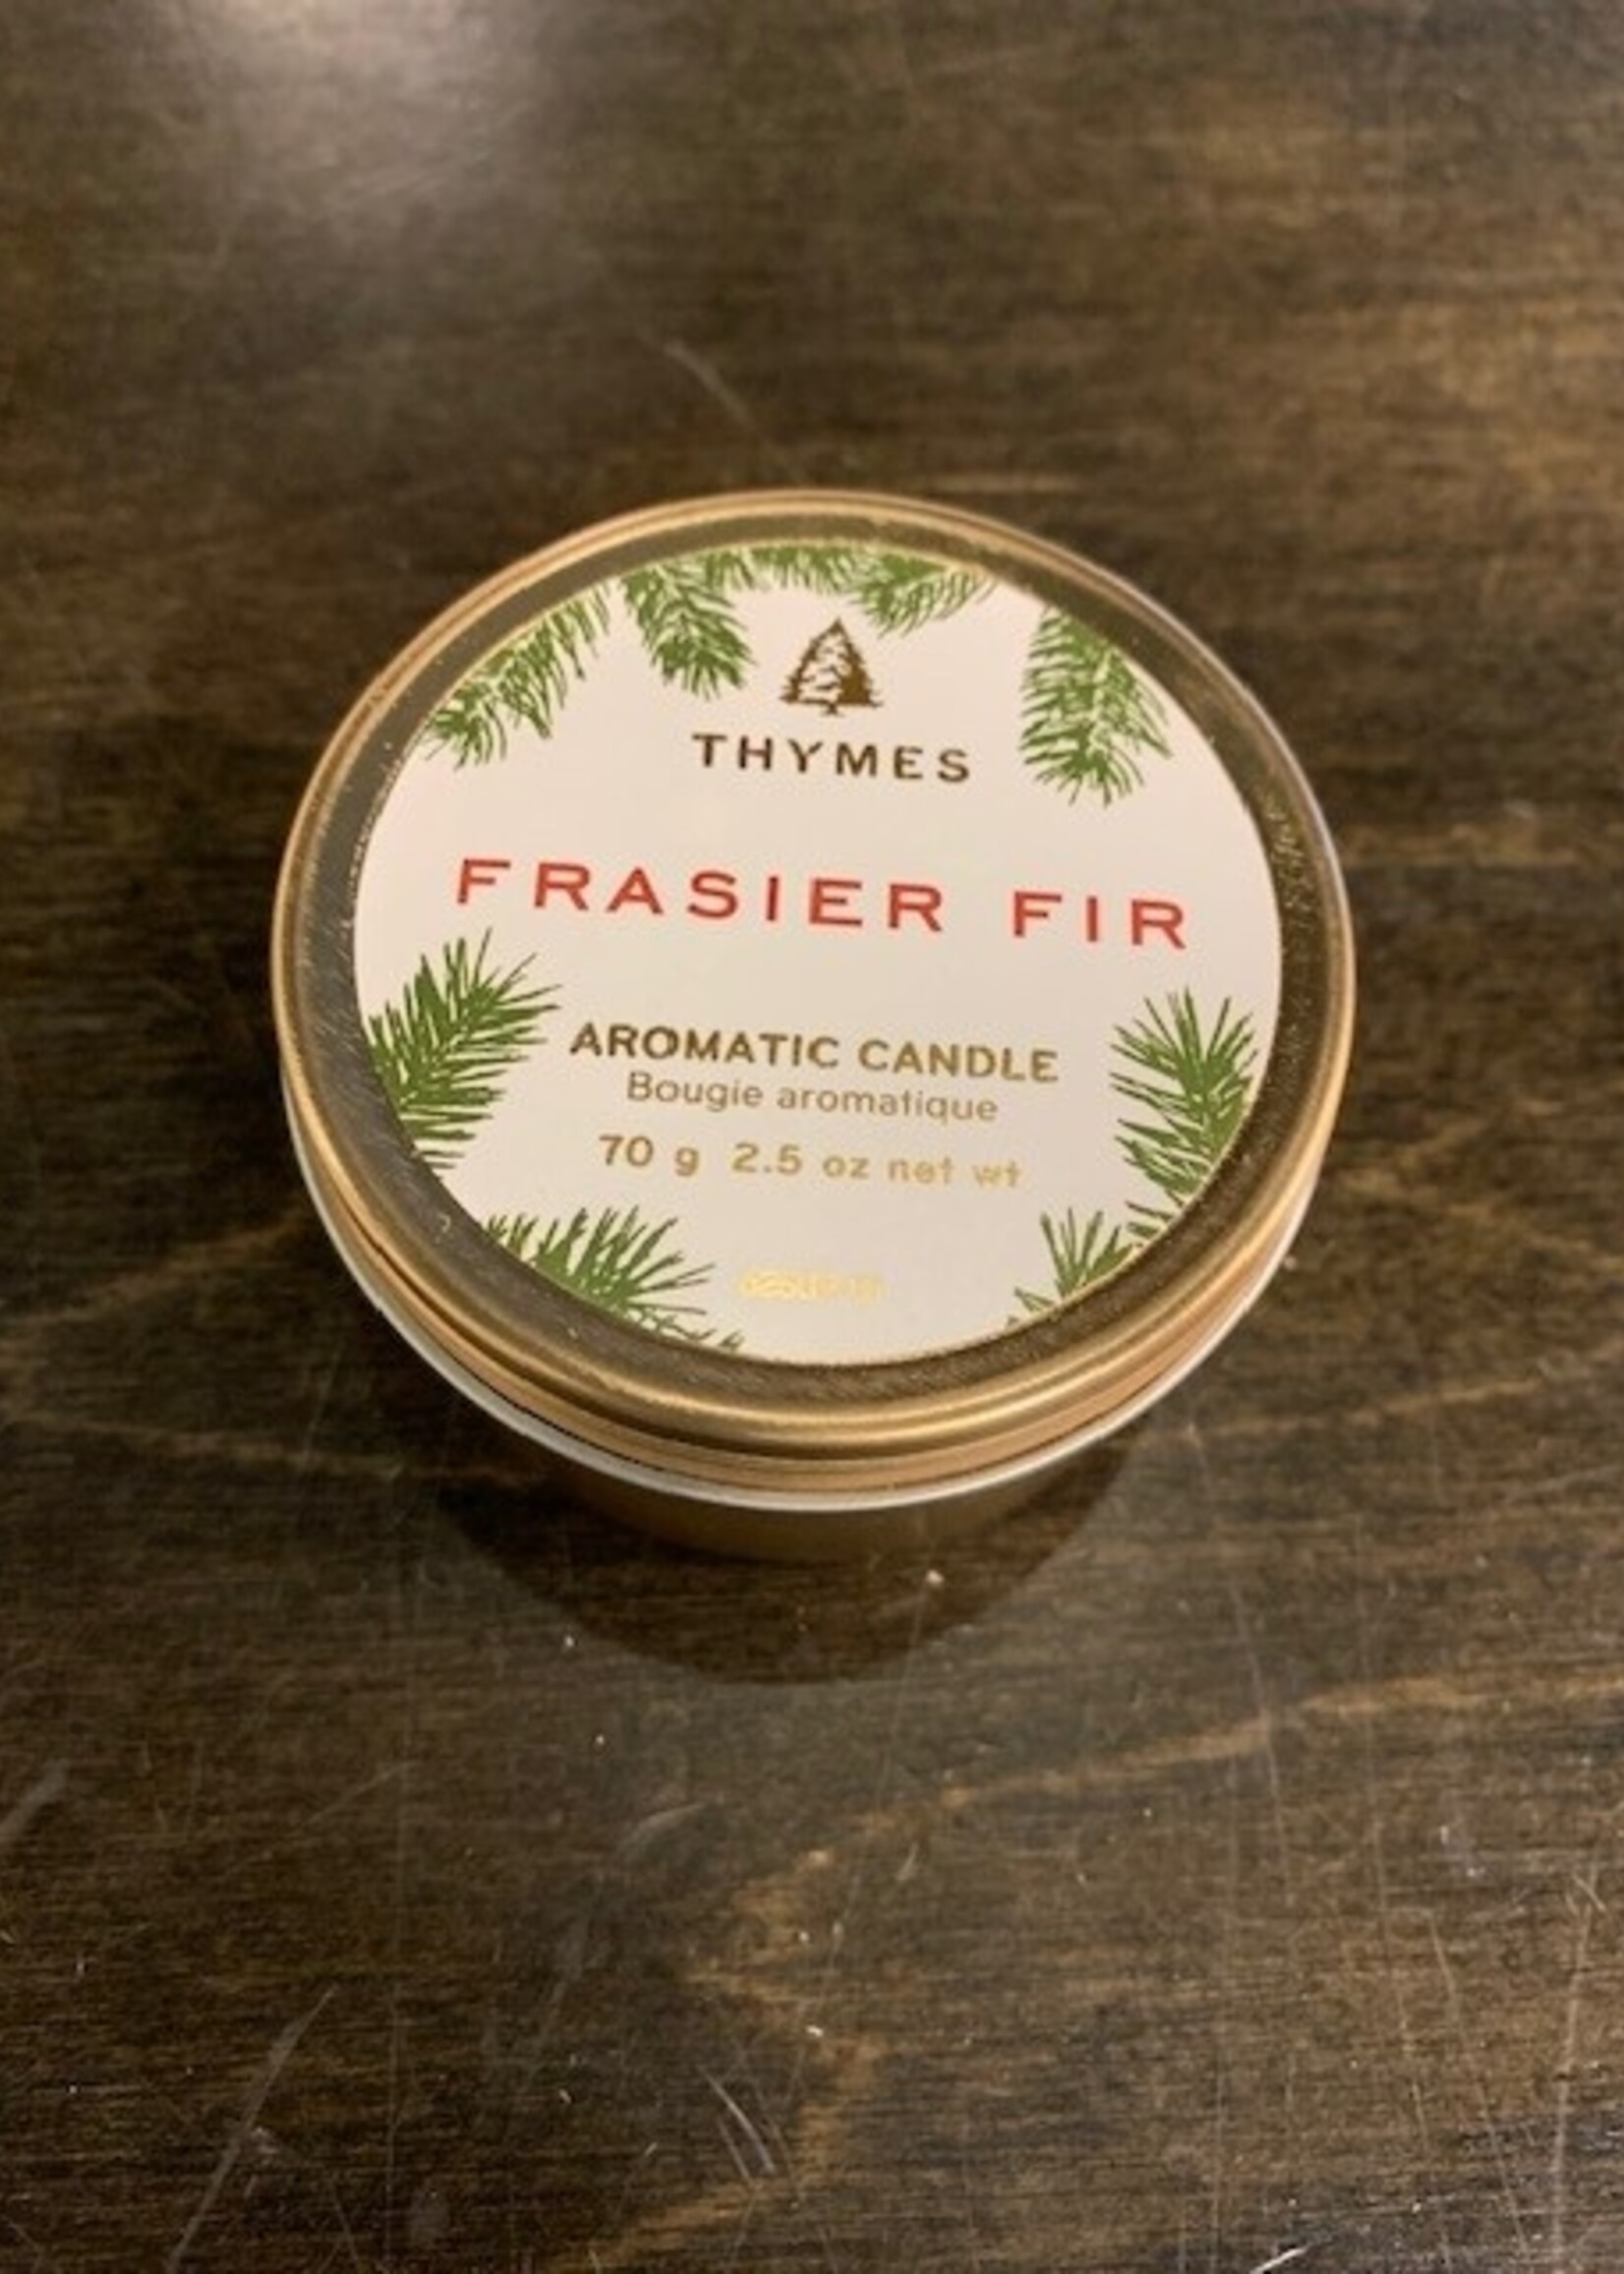 THYMES
FRASIER FIR
AROMATIC CANDLE
Bougie aromatique
70 g 2.5 oz net wt